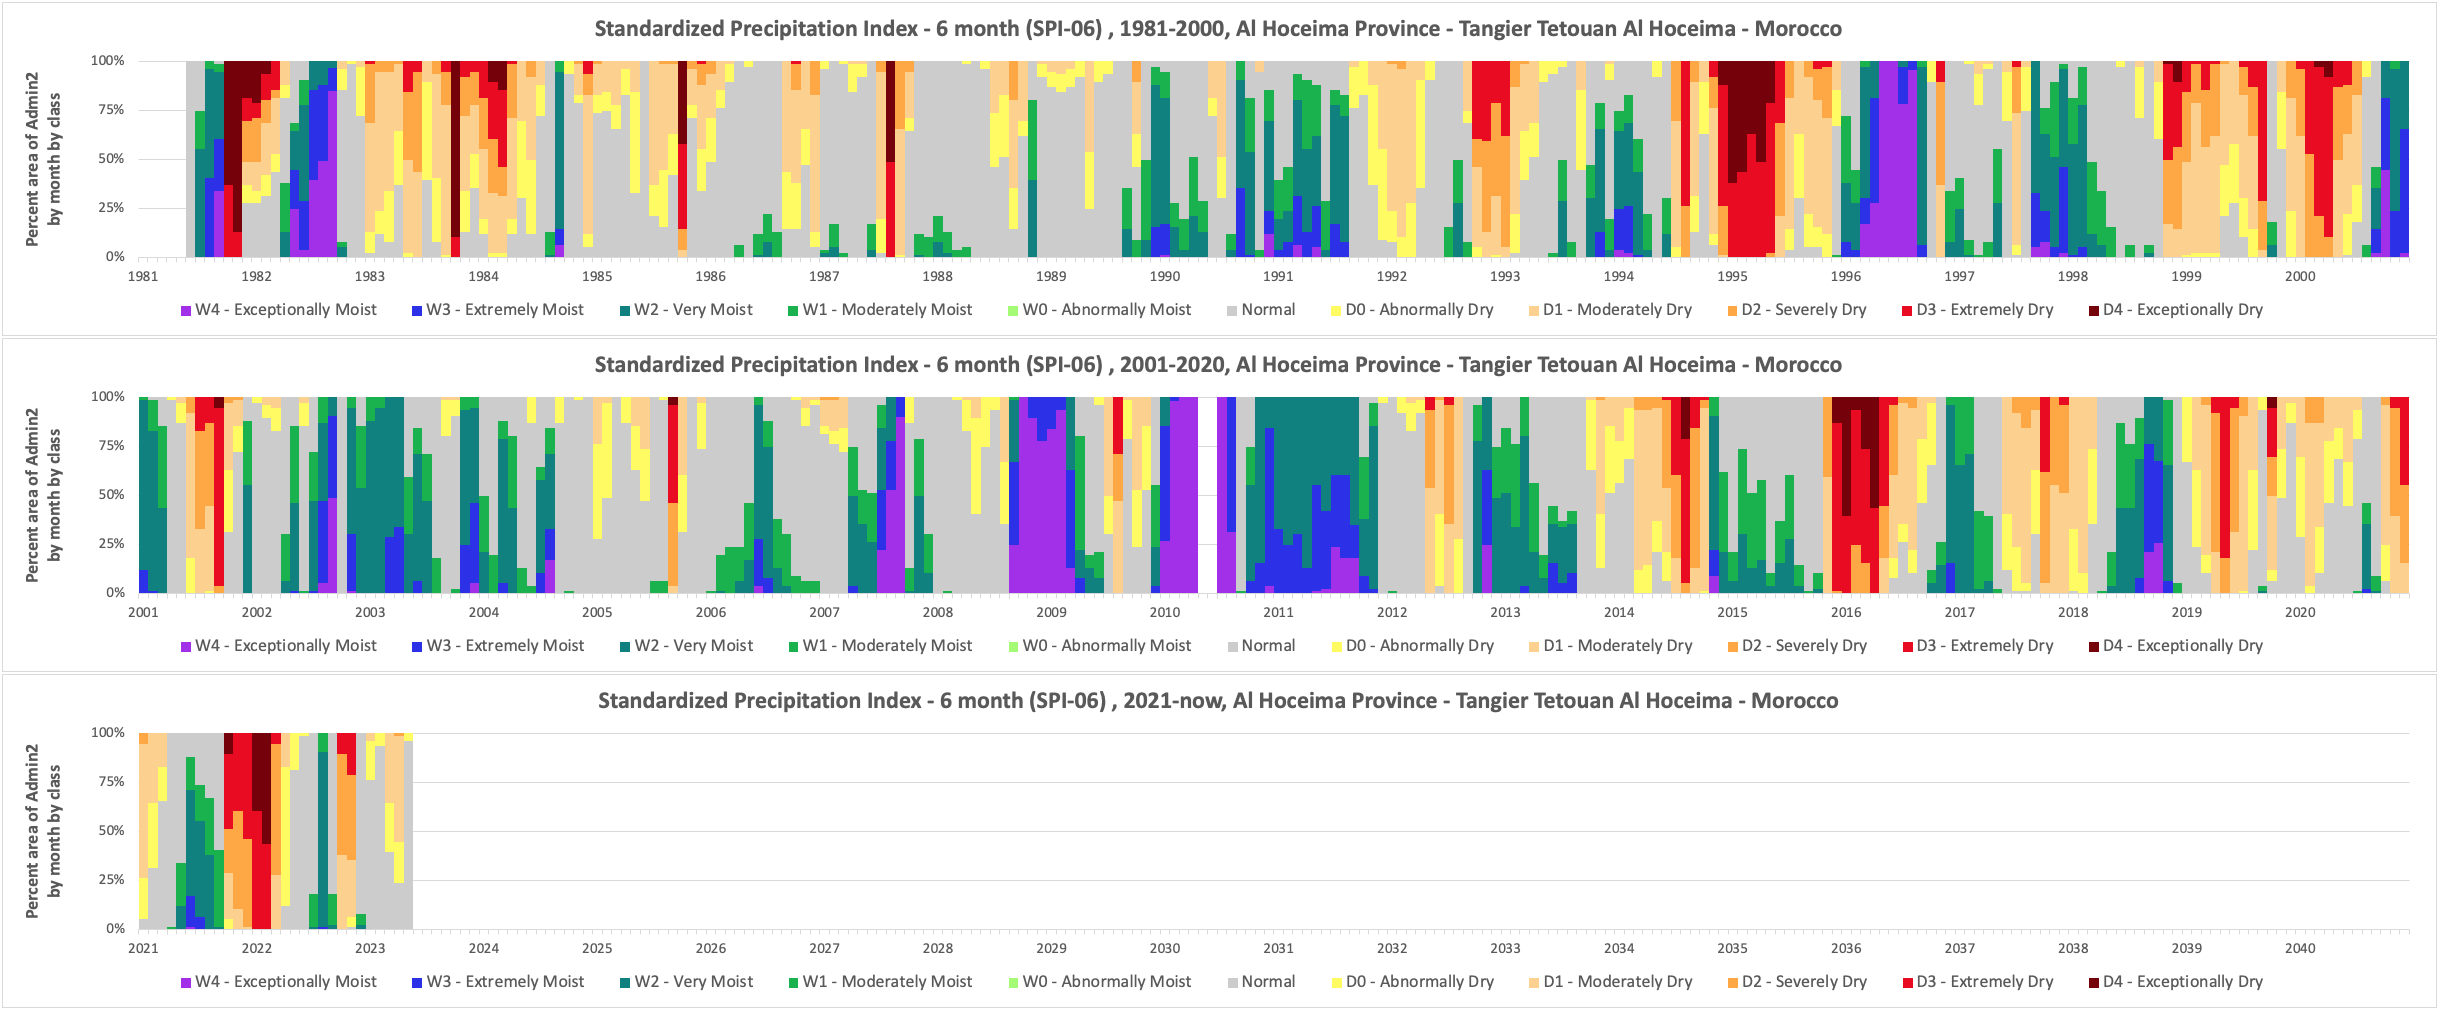 Standardized Precipitation Index - 6 month (SPI-06) , 1981-2000, Al Hoceima Province - Tangier Tetouan Al Hoceima - Morocco
Percent area of Admin2
by month by class
100%
75%
50%
25%
0%
1981 1982 1983 1984 1985 1986 1987 1988 1989 1990 1991 1992 1993 1994 1995 1996 1997 1998 1999 2000
W4 - Exceptionally Moist W3 - Extremely Moist W2 - Very Moist W1 - Moderately Moist W0 - Abnormally Moist Normal D0 - Abnormally Dry D1 - Moderately Dry D2 - Severely Dry D3 - Extremely Dry D4 - Exceptionally Dry
Standardized Precipitation Index - 6 month (SPI-06) , 2001-2020, Al Hoceima Province - Tangier Tetouan Al Hoceima - Morocco
Percent area of Admin2
by month by class
100%
75%
50%
25%
0%
2001 2002 2003 2004 2005 2006 2007 2008 2009 2010 2011 2012 2013 2014 2015 2016 2017 2018 2019 2020
W4 - Exceptionally Moist W3 - Extremely Moist W2 - Very Moist W1 - Moderately Moist W0 - Abnormally Moist Normal D0 - Abnormally Dry D1 - Moderately Dry D2 - Severely Dry D3 - Extremely Dry D4 - Exceptionally Dry
Standardized Precipitation Index - 6 month (SPI-06) , 2021-now, Al Hoceima Province - Tangier Tetouan Al Hoceima - Morocco
Percent area of Admin2
by month by class
100%
75%
50%
25%
0%
2021 2022 2023 2024 2025 2026 2027 2028 2029 2030 2031 2032 2033 2034 2035 2036 2037 2038 2039 2040
W4 - Exceptionally Moist W3 - Extremely Moist W2 - Very Moist W1 - Moderately Moist W0 - Abnormally Moist Normal D0 - Abnormally Dry D1 - Moderately Dry D2 - Severely Dry D3 - Extremely Dry D4 - Exceptionally Dry